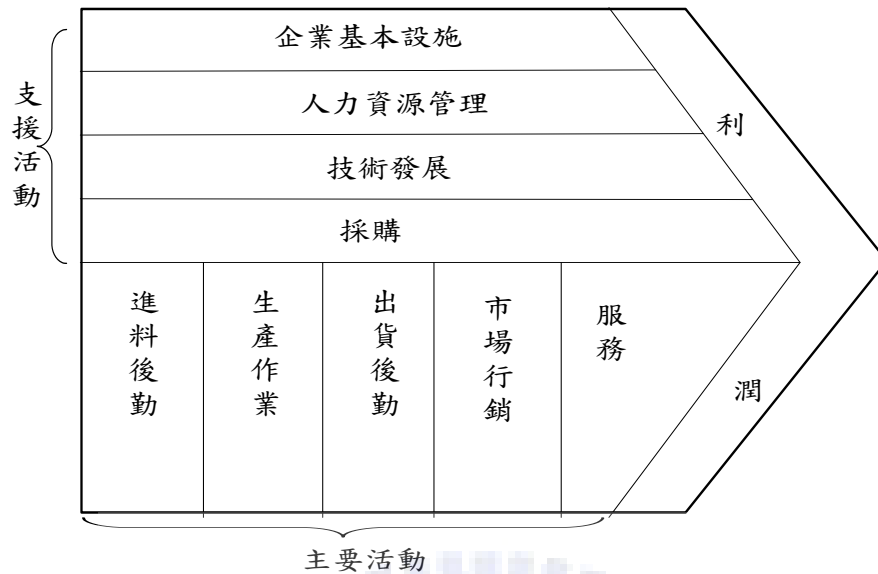 企業基本設施
人力資源管理
技術發展
採購
支援活動
進料後勤
生產作業
出貨後勤
市場行銷
服務
利潤
主要活動